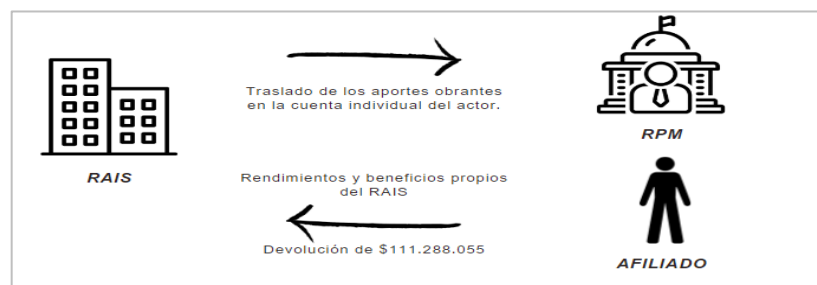 Traslado de los aportes obrantes
en la cuenta individual del actor.
RPM
RAIS
Rendimientos y beneficios propios
del RAIS
Devolución de $111.288.055
AFILIADO